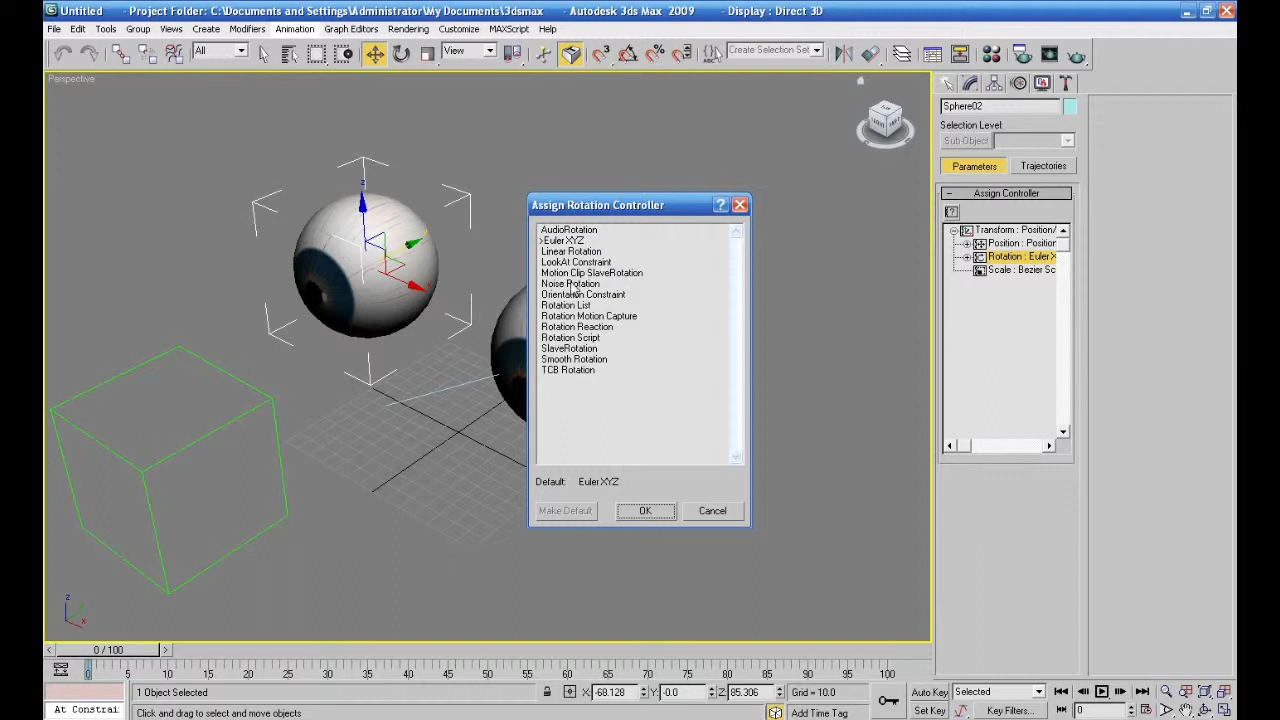 Untitled - Project Folder: C:\Documents and Settings\Administrator\My Documents\3dsmax - Autodesk 3ds Max 2009 - Display : Direct 3D
File Edit Tools Group Views Create Modifiers Animation Graph Editors Rendering Customize MAXScript Help
All
View
Create Selection Set
Perspective
Sphere02
Selection Level:
Sub-Object
Parameters Trajectories
Assign Controller
Transform : Position/
Position : Position
Rotation : Euler X
Scale : Bezier Sc
Assign Rotation Controller
AudioRotation
>Euler XYZ
Linear Rotation
LookAt Constraint
Motion Clip SlaveRotation
Noise Rotation
Orientation Constraint
Rotation List
Rotation Motion Capture
Rotation Reaction
Rotation Script
SlaveRotation
Smooth Rotation
TCB Rotation
Default: Euler XYZ
Make Default OK Cancel
z
x
z
x
0 / 100
0 5 10 15 20 25 30 35 40 45 50 55 60 65 70 75 80 85 90 95 100
1 Object Selected X: -68.128 Y: -0.0 Z: 85.306 Grid = 10.0 Auto Key Selected
At Constrai Click and drag to select and move objects Add Time Tag Set Key Key Filters... 0